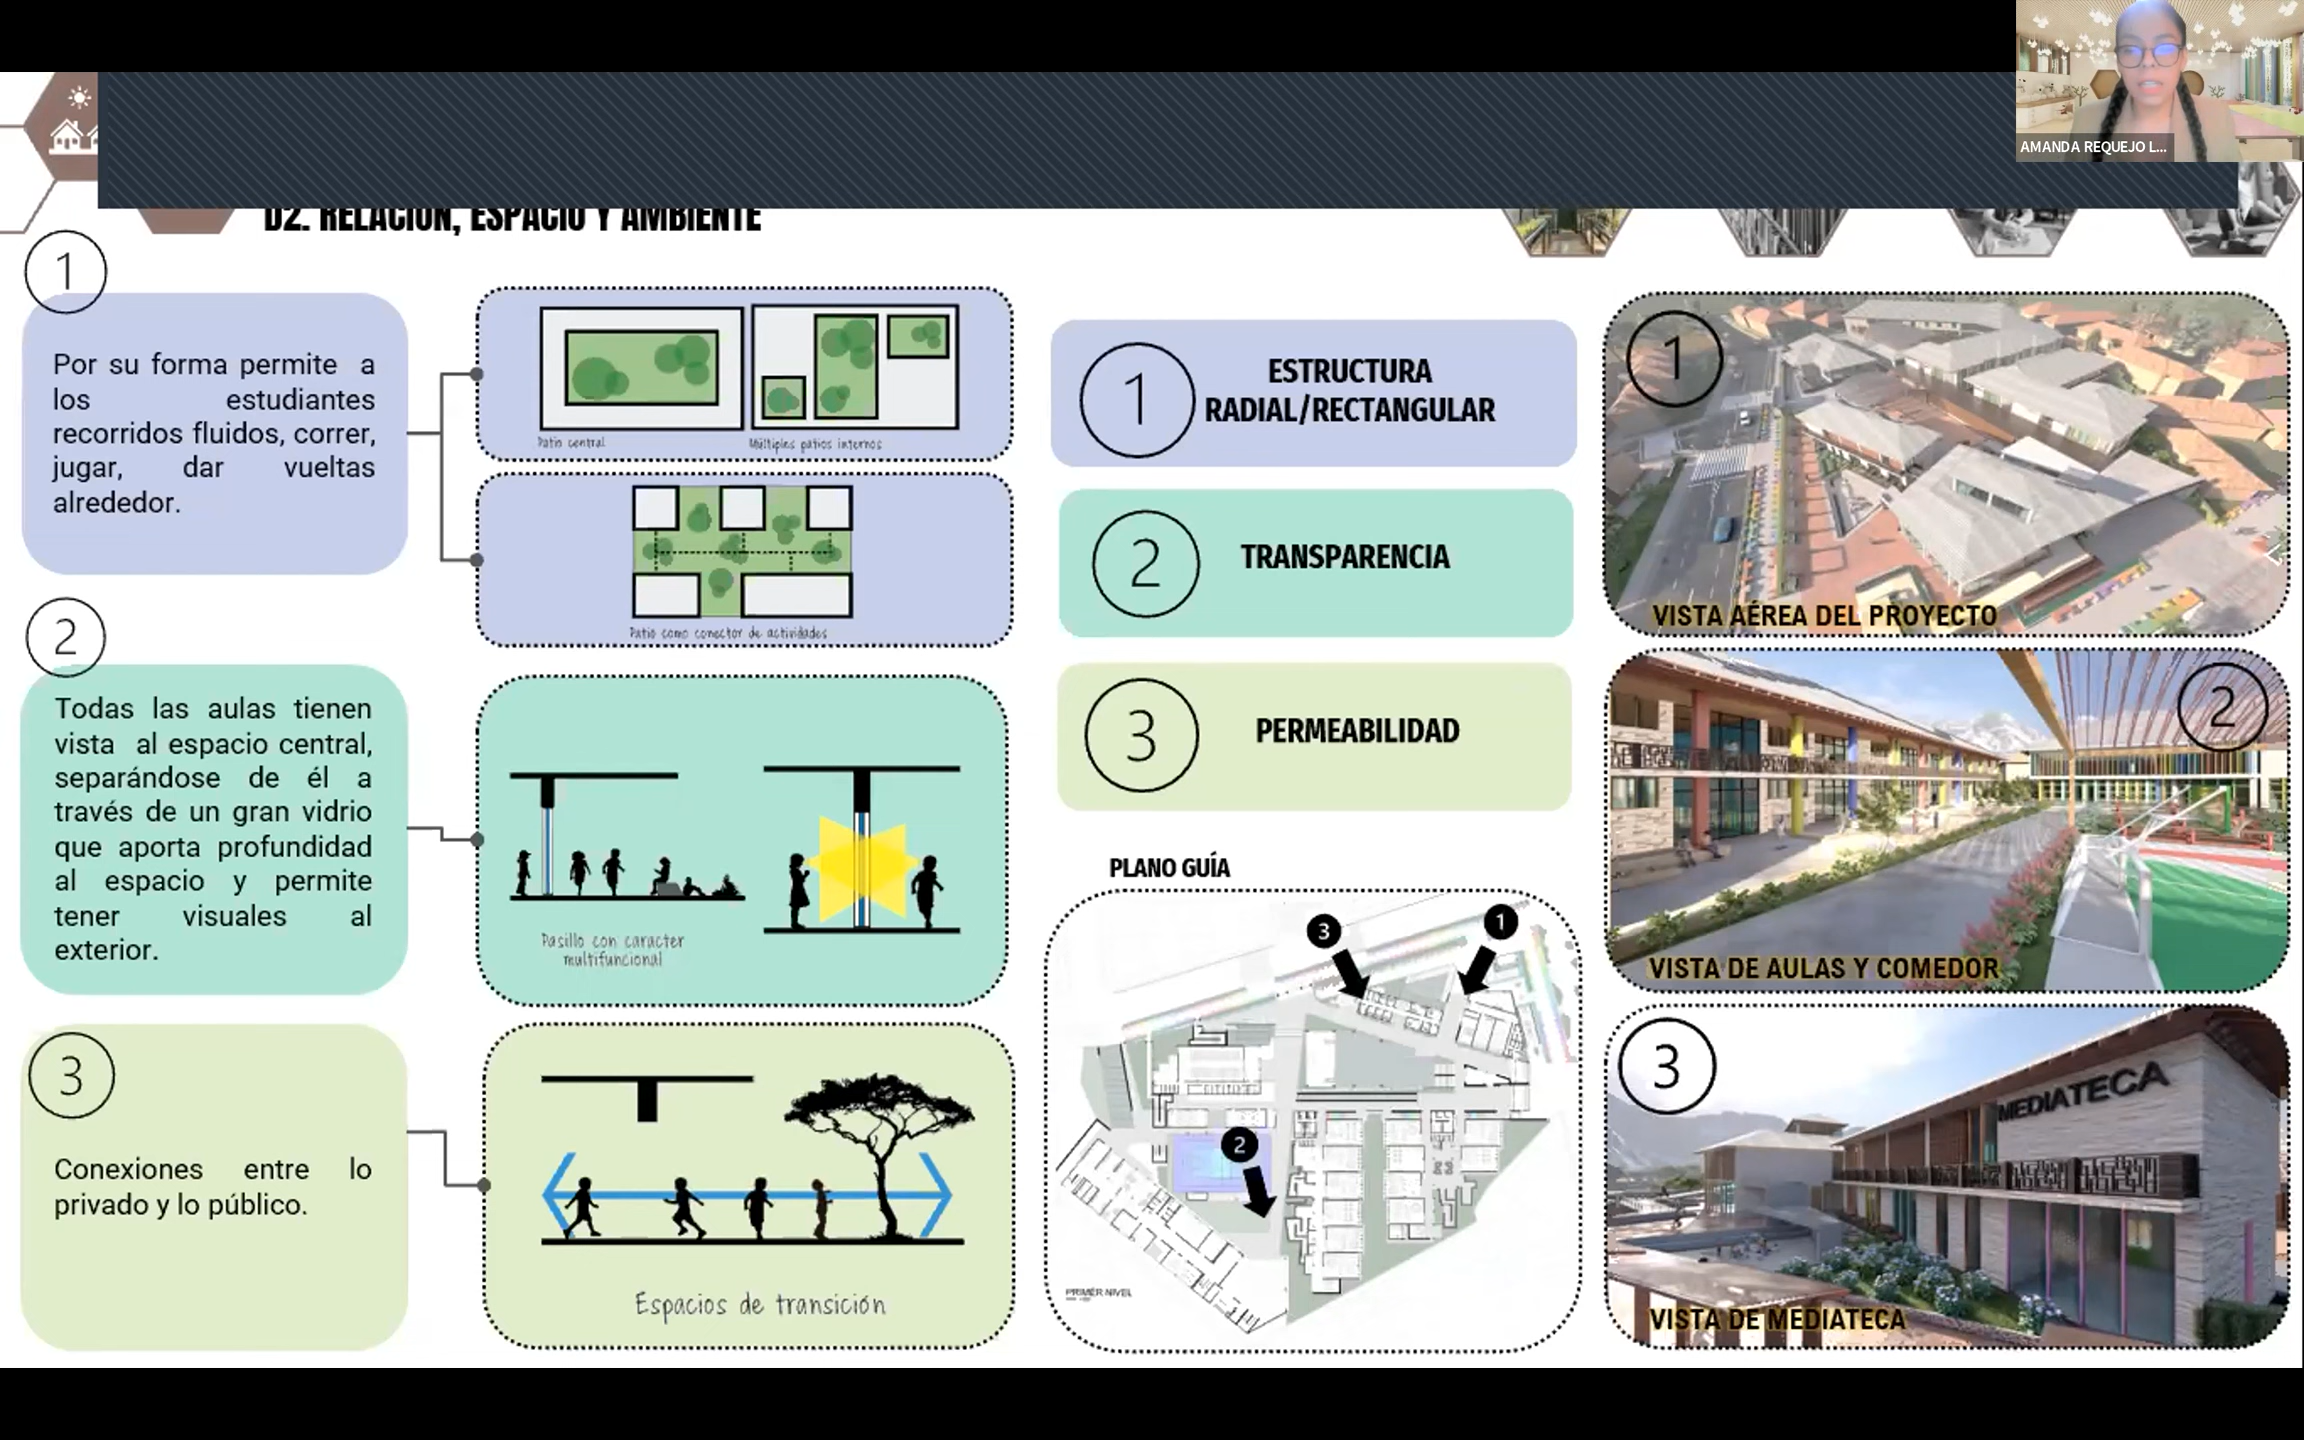 AMANDA REQUEJO L...
D2. RELACIÓN, ESPACIO Y AMBIENTE
1
Por su forma permite a
los estudiantes
recorridos fluidos, correr,
jugar, dar vueltas
alrededor.
Patio central
Múltiples patios internos
Patio como conector de actividades
2
Todas las aulas tienen
vista al espacio central,
separándose de él a
través de un gran vidrio
que aporta profundidad
al espacio y permite
tener visuales al
exterior.
Pasillo con caracter
multifuncional
3
Conexiones entre lo
privado y lo público.
Espacios de transición
1
ESTRUCTURA
RADIAL/RECTANGULAR
2
TRANSPARENCIA
3
PERMEABILIDAD
PLANO GUÍA
3
1
2
PRIMER NIVEL
1
VISTA AÉREA DEL PROYECTO
2
VISTA DE AULAS Y COMEDOR
3
MEDIATECA
VISTA DE MEDIATECA